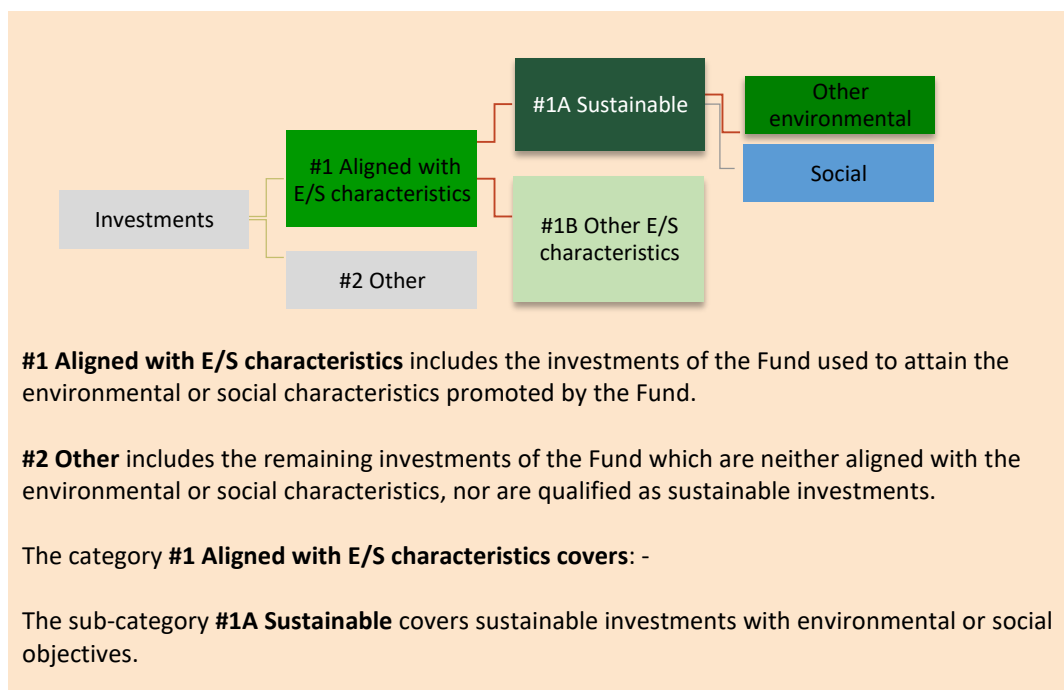 Investments
#1 Aligned with
E/S characteristics
#2 Other
#1A Sustainable
#1B Other E/S
characteristics
Other
environmental
Social
#1 Aligned with E/S characteristics includes the investments of the Fund used to attain the
environmental or social characteristics promoted by the Fund.
#2 Other includes the remaining investments of the Fund which are neither aligned with the
environmental or social characteristics, nor are qualified as sustainable investments.
The category #1 Aligned with E/S characteristics covers: -
The sub-category #1A Sustainable covers sustainable investments with environmental or social
objectives.